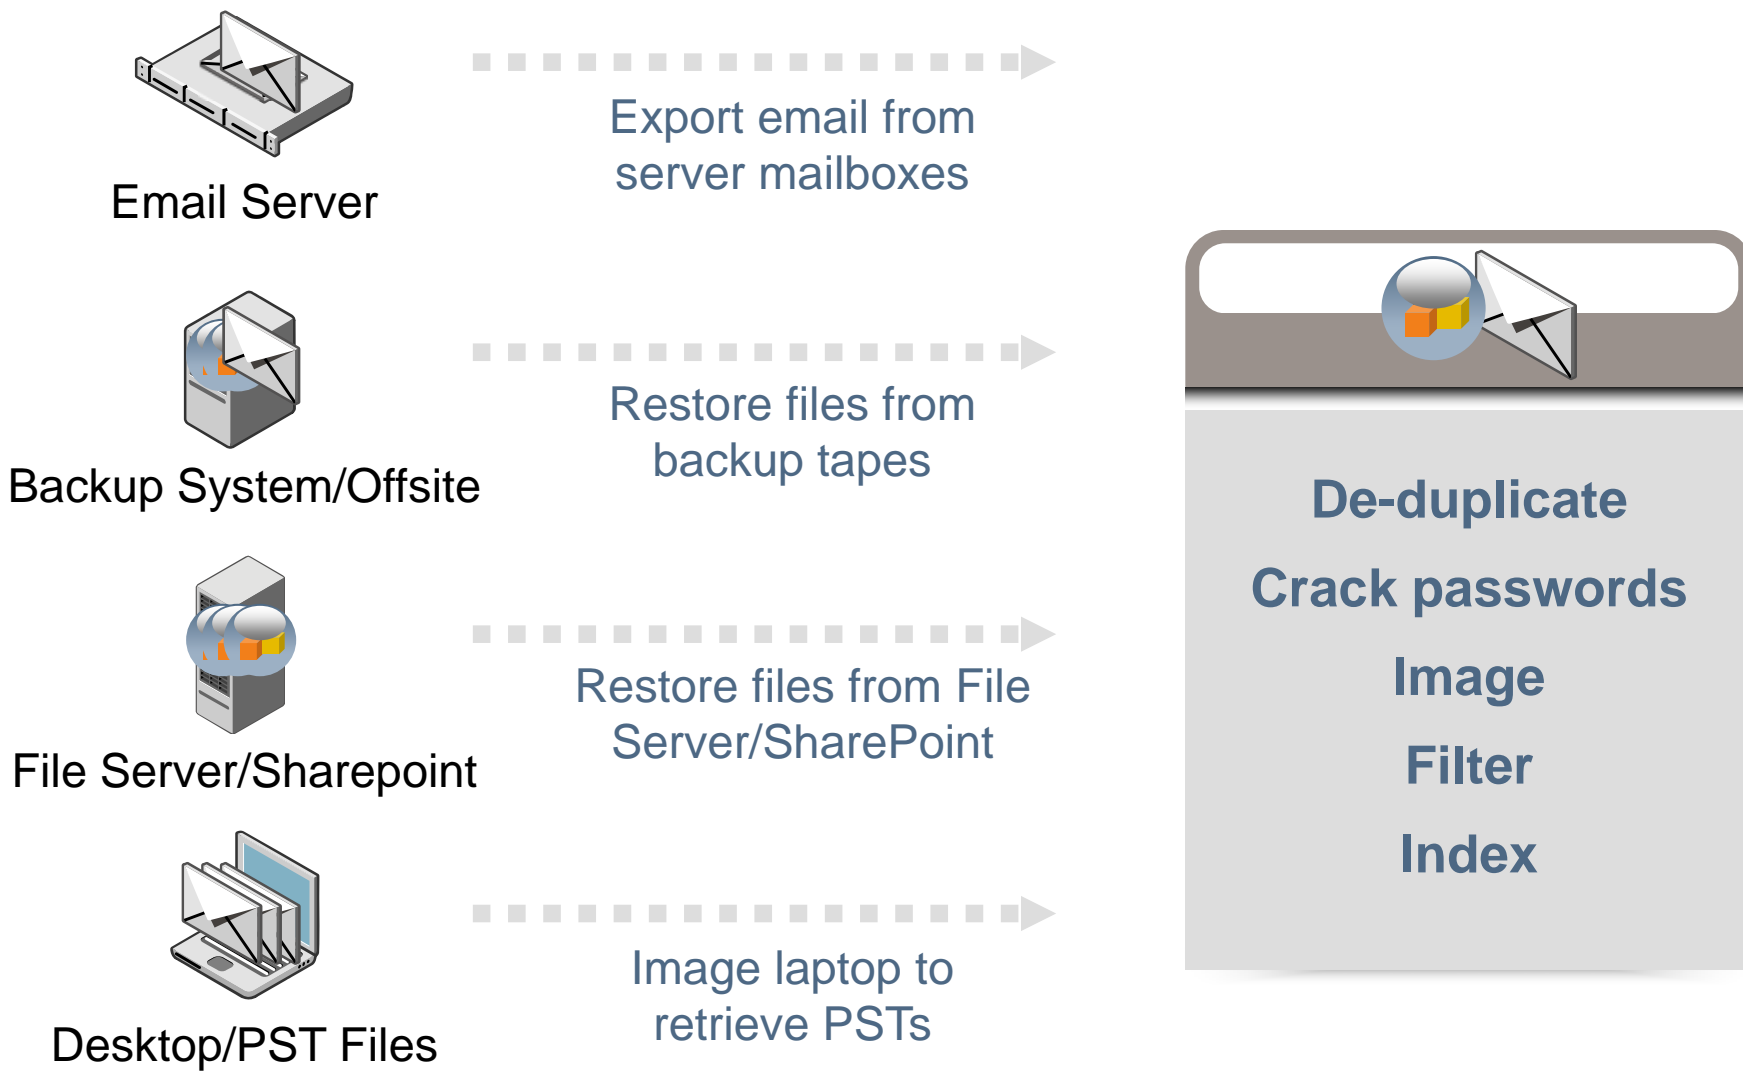 Email Server
Export email from
server mailboxes
Backup System/Offsite
Restore files from
backup tapes
File Server/Sharepoint
Restore files from File
Server/SharePoint
Desktop/PST Files
Image laptop to
retrieve PSTs
De-duplicate
Crack passwords
Image
Filter
Index